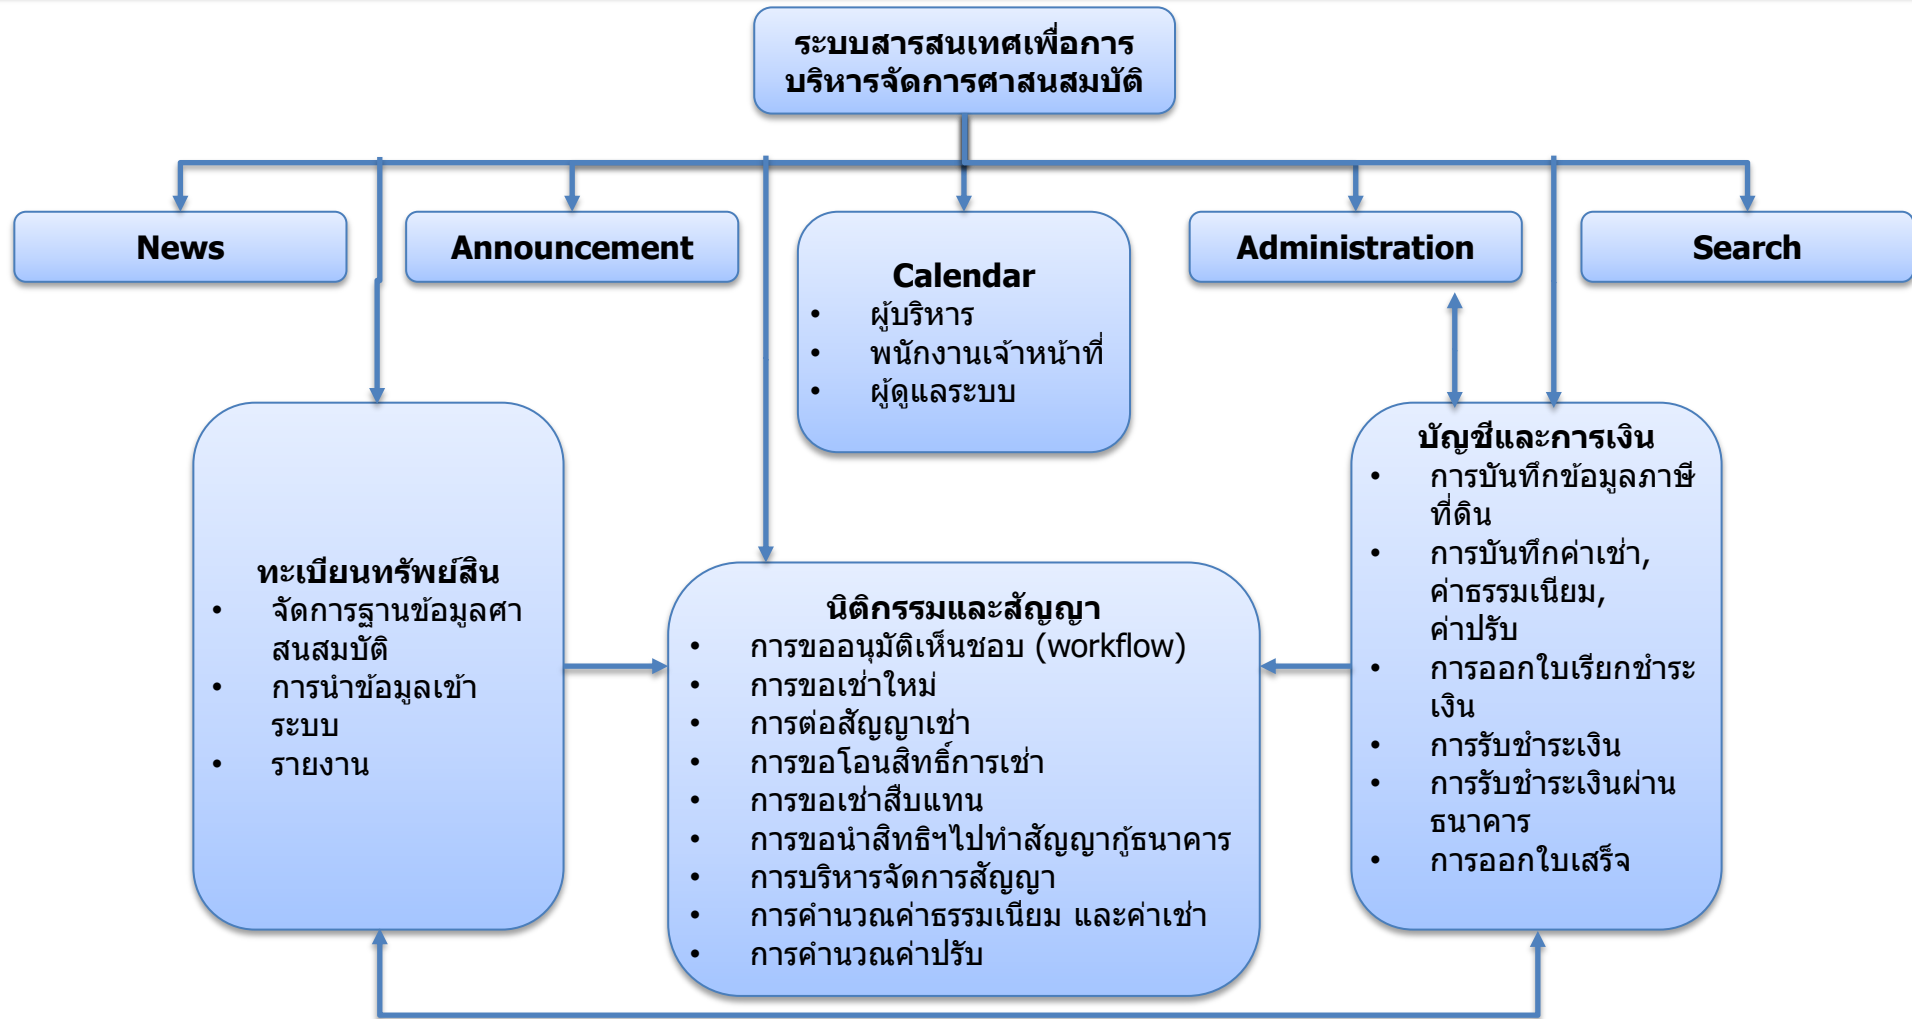 ระบบสารสนเทศเพื่อการ
บริหารจัดการศาสนสมบัติ
News
Announcement
Calendar
• ผู้บริหาร
• พนักงานเจ้าหน้าที่
• ผู้ดูแลระบบ
Administration
Search
ทะเบียนทรัพย์สิน
• จัดการฐานข้อมูลศา
สนสมบัติ
• การนำข้อมูลเข้า
ระบบ
• รายงาน
นิติกรรมและสัญญา
• การขออนุมัติเห็นชอบ (workflow)
• การขอเช่าใหม่
• การต่อสัญญาเช่า
• การขอโอนสิทธิ์การเช่า
• การขอเช่าสืบแทน
• การขอนำสิทธิฯไปทำสัญญากู้ธนาคาร
• การบริหารจัดการสัญญา
• การคำนวณค่าธรรมเนียม และค่าเช่า
• การคำนวณค่าปรับ
บัญชีและการเงิน
• การบันทึกข้อมูลภาษี
ที่ดิน
• การบันทึกค่าเช่า,
ค่าธรรมเนียม,
ค่าปรับ
• การออกใบเรียกชำระ
เงิน
• การรับชำระเงิน
• การรับชำระเงินผ่าน
ธนาคาร
• การออกใบเสร็จ